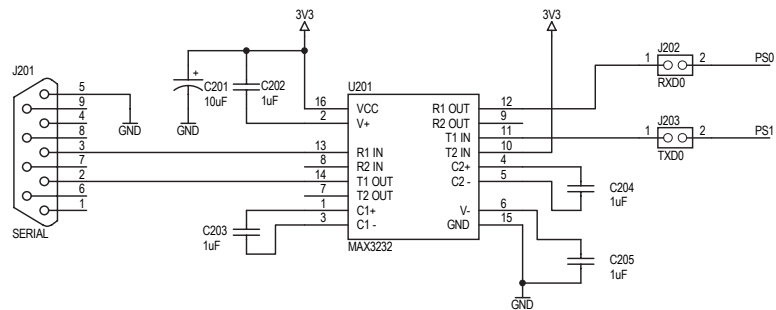 3V3
3V3
J201
5
9
4
8
3
7
2
6
1
SERIAL
GND
+
C201
10uF
GND
C202
1uF
U201
16 VCC
2 V+
13 R1 IN
8 R2 IN
14 T1 OUT
7 T2 OUT
1 C1+
3 C1 -
R1 OUT 12
R2 OUT 9
T1 IN 11
T2 IN 10
C2+ 4
C2 - 5
V- 6
GND 15
MAX3232
C203
1uF
C204
1uF
C205
1uF
GND
J202
1 2 PS0
RXD0
J203
1 2 PS1
TXD0